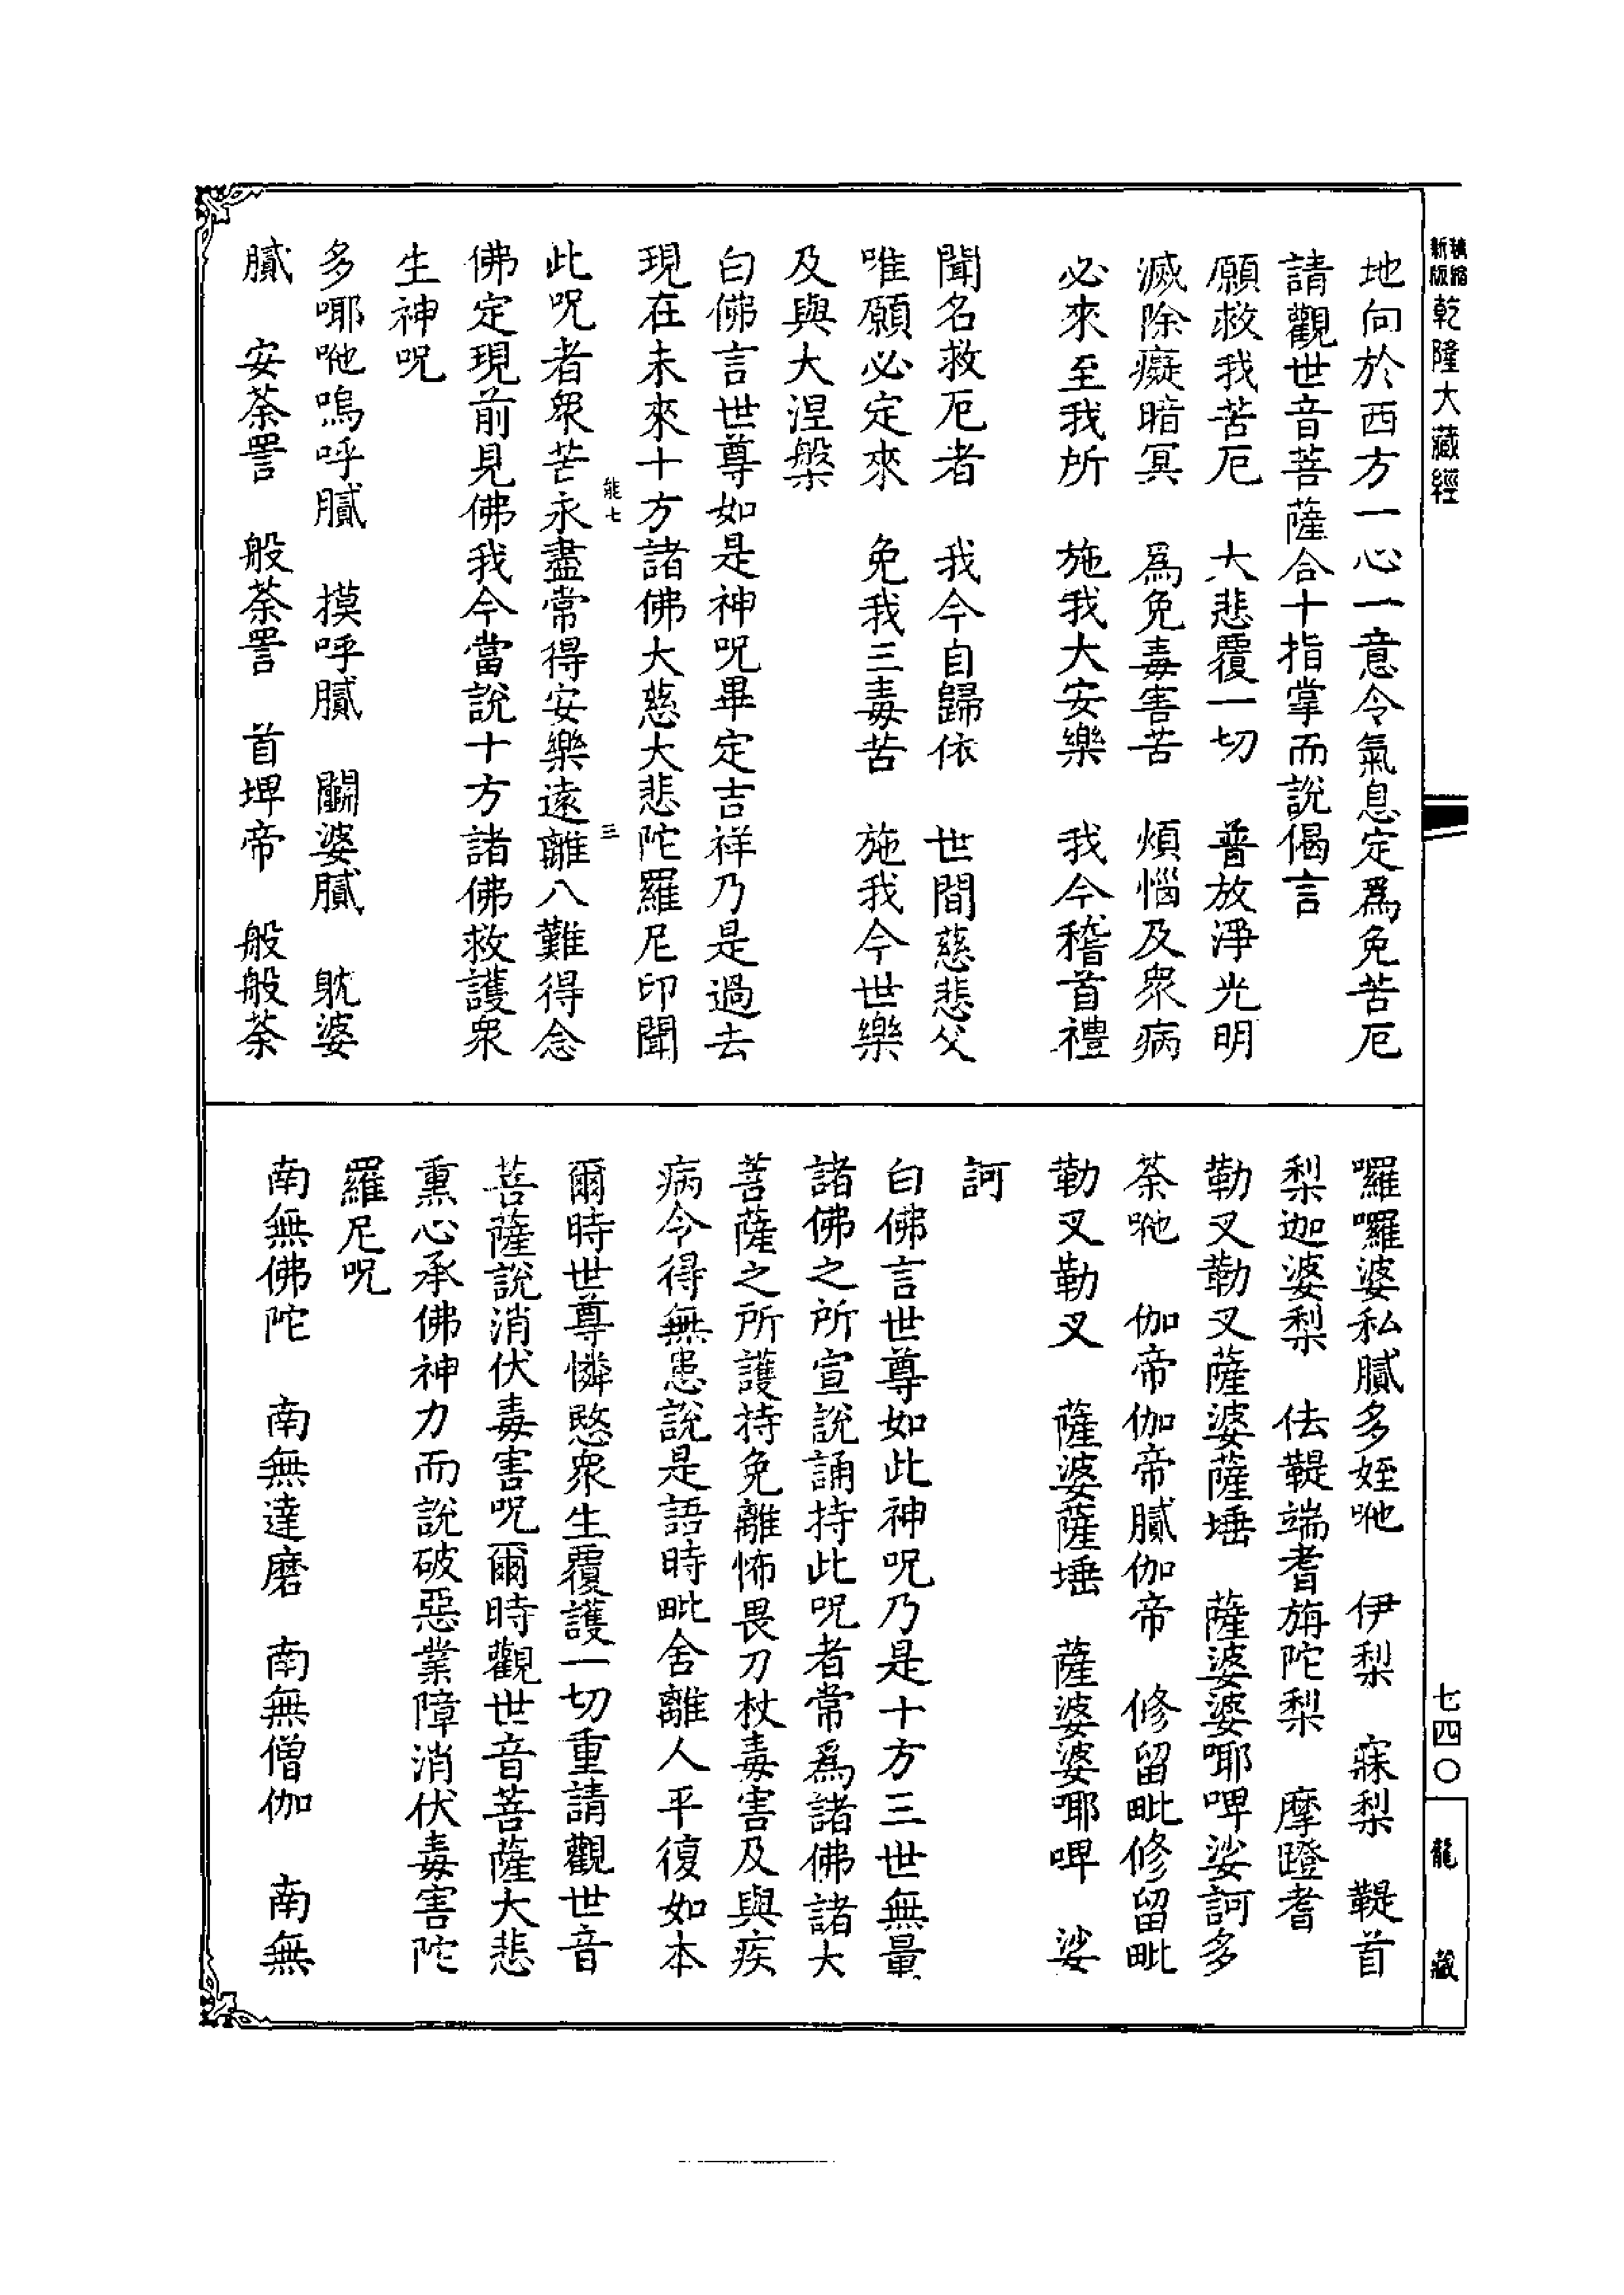 新版縮
乾隆大藏經
地向於西方一心一意令氣息定爲免苦厄
請觀世音菩薩合十指掌而說偈言
願救我苦厄　大悲覆一切　普放淨光明
滅除癡暗冥　爲免毒害苦　煩惱及衆病
必來至我所　施我大安樂　我今稽首禮
聞名救厄者　我今自歸依　世間慈悲父
唯願必定來　免我三毒苦　施我今世樂
及與大涅槃
白佛言世尊如是神呪畢定吉祥乃是過去
現在未來十方諸佛大慈大悲陀羅尼印聞
能七　三
此呪者衆苦永盡常得安樂遠離八難得念
佛定現前見佛我今當說十方諸佛救護衆
生神呪
多哪呬嗚呼膩　摸呼膩　鬬婆膩　躭婆
膩　安荼詈　般荼詈　首埤帝　般般荼
囉囉婆私膩多姪呬　伊梨　寐梨　鞮首
梨迦婆梨　佉鞮端耆旃陀梨　摩蹬耆
勒叉勒叉薩婆薩埵　薩婆婆哪啤娑訶多
荼呬　伽帝伽帝膩伽帝　修留毗修留毗
勒叉勒叉　薩婆薩埵　薩婆婆哪啤　娑
訶
白佛言世尊如此神呪乃是十方三世無量
諸佛之所宣說誦持此呪者常爲諸佛諸大
菩薩之所護持免離怖畏刀杖毒害及與疾
病令得無患說是語時毗舍離人平復如本
爾時世尊憐愍衆生覆護一切重請觀世音
菩薩說消伏毒害呪爾時觀世音菩薩大悲
熏心承佛神力而說破惡業障消伏毒害陀
羅尼呪
南無佛陀　南無達磨　南無僧伽　南無
七四〇
龍藏